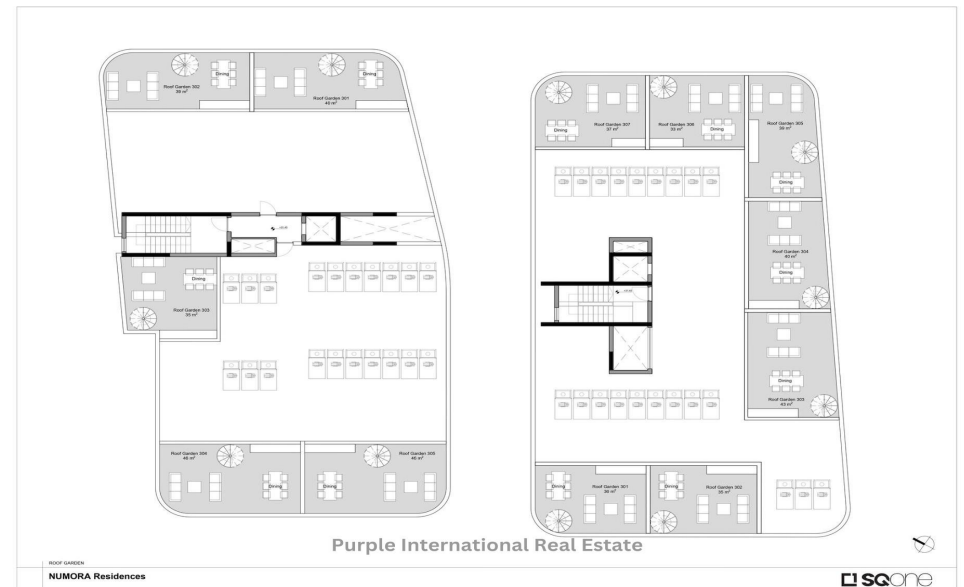 Roof Garden 302
36 m²
Dining
Roof Garden 301
46 m²
Dining
Roof Garden 303
35 m²
Dining
Roof Garden 304
46 m²
Dining
Roof Garden 305
46 m²
Dining
Roof Garden 307
37 m²
Dining
Roof Garden 306
33 m²
Dining
Roof Garden 305
39 m²
Dining
Roof Garden 304
40 m²
Dining
Roof Garden 303
43 m²
Dining
Roof Garden 301
36 m²
Dining
Roof Garden 302
35 m²
Dining
Purple International Real Estate
ROOF GARDEN
NUMORA Residences
SQONE